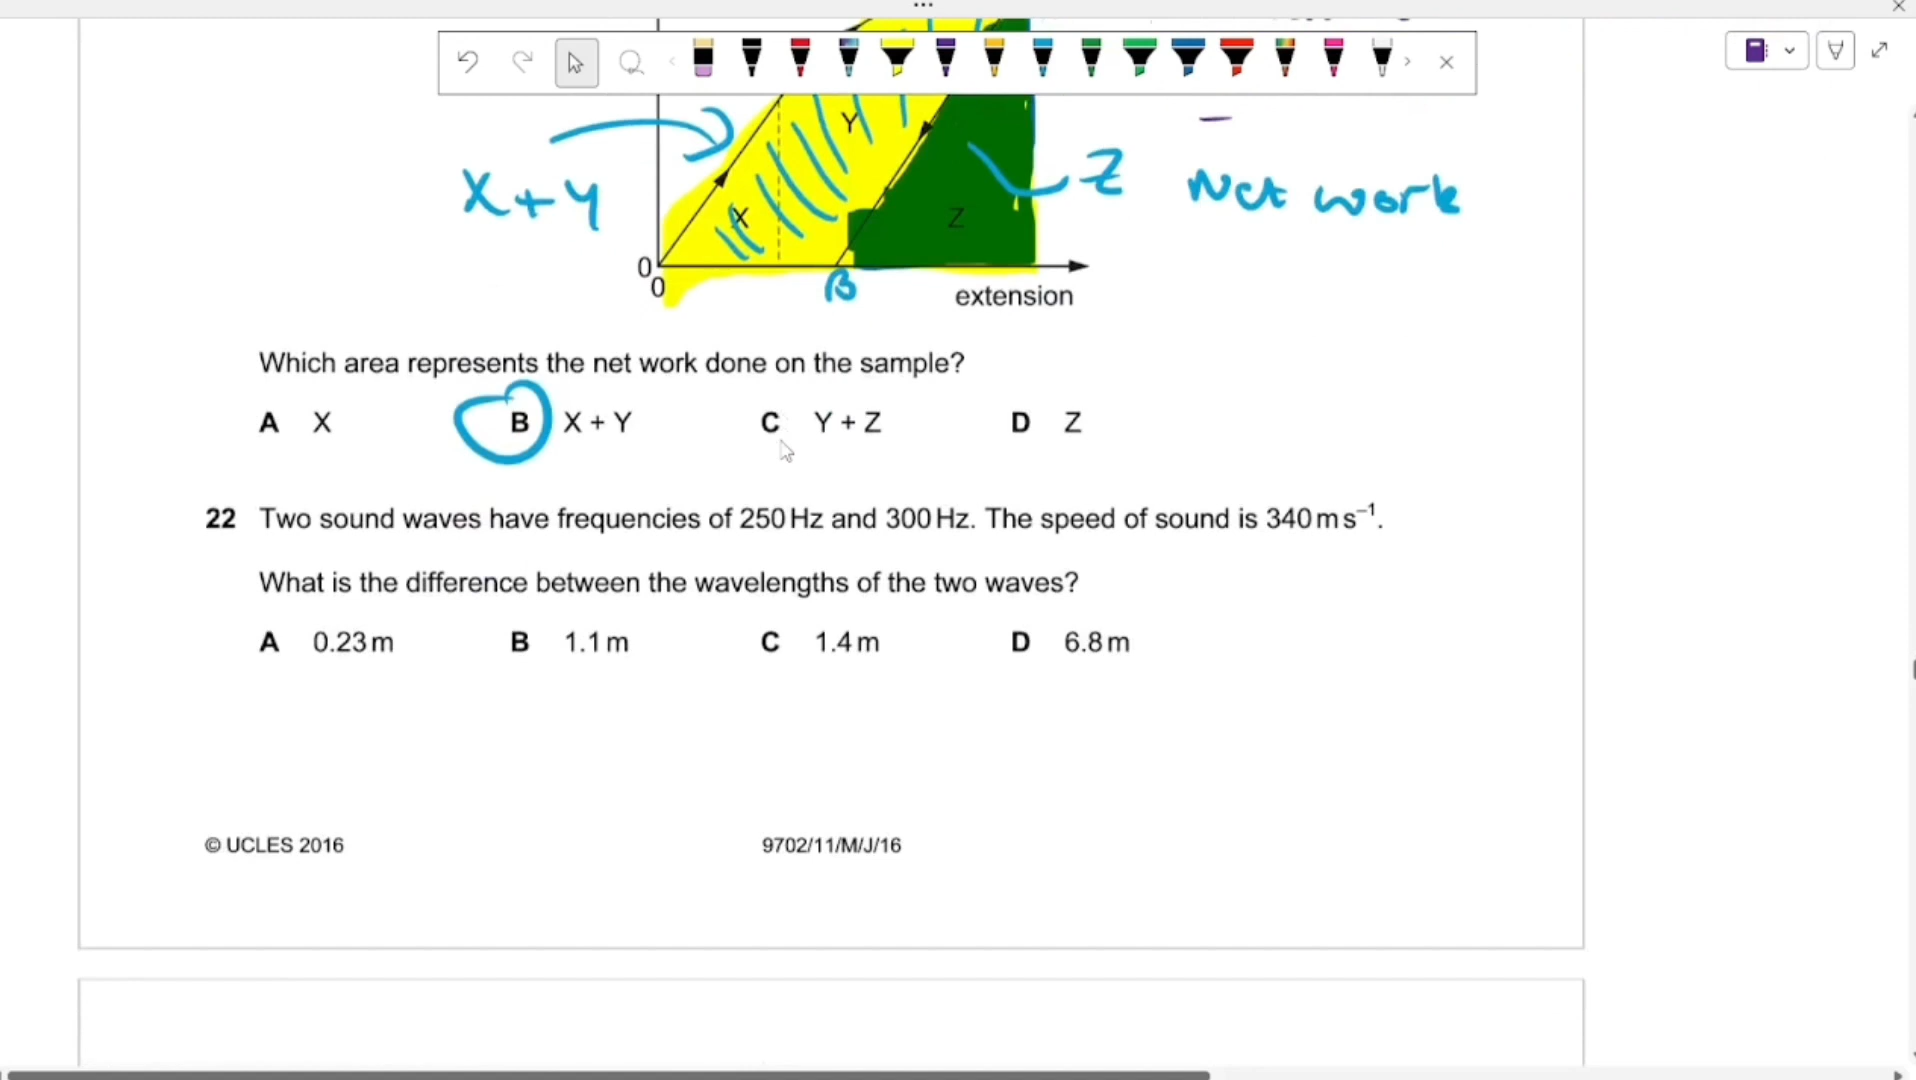 Y
X+Y
X
Z
Z
Net work
0
0
B
extension
Which area represents the net work done on the sample?
A X B X + Y C Y + Z D Z
22 Two sound waves have frequencies of 250 Hz and 300 Hz. The speed of sound is 340 m s⁻¹.
What is the difference between the wavelengths of the two waves?
A 0.23 m B 1.1 m C 1.4 m D 6.8 m
© UCLES 2016 9702/11/M/J/16